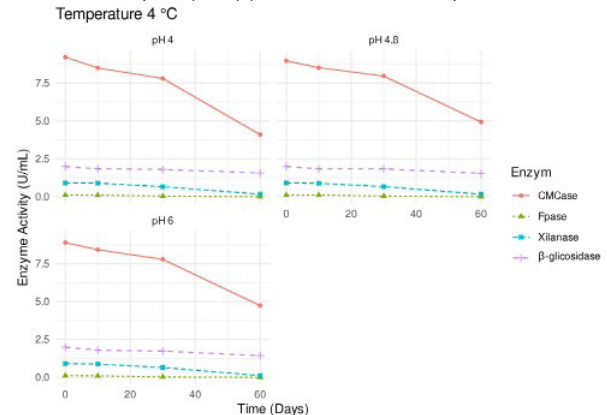 Temperature 4 °C
pH 4
pH 4.8
7.5
5.0
2.5
0.0
0
20
40
60
pH 6
7.5
5.0
2.5
0.0
0
20
40
60
Enzyme Activity (U/mL)
Time (Days)
Enzym
CMCase
Fpase
Xilanase
β-glicosidase